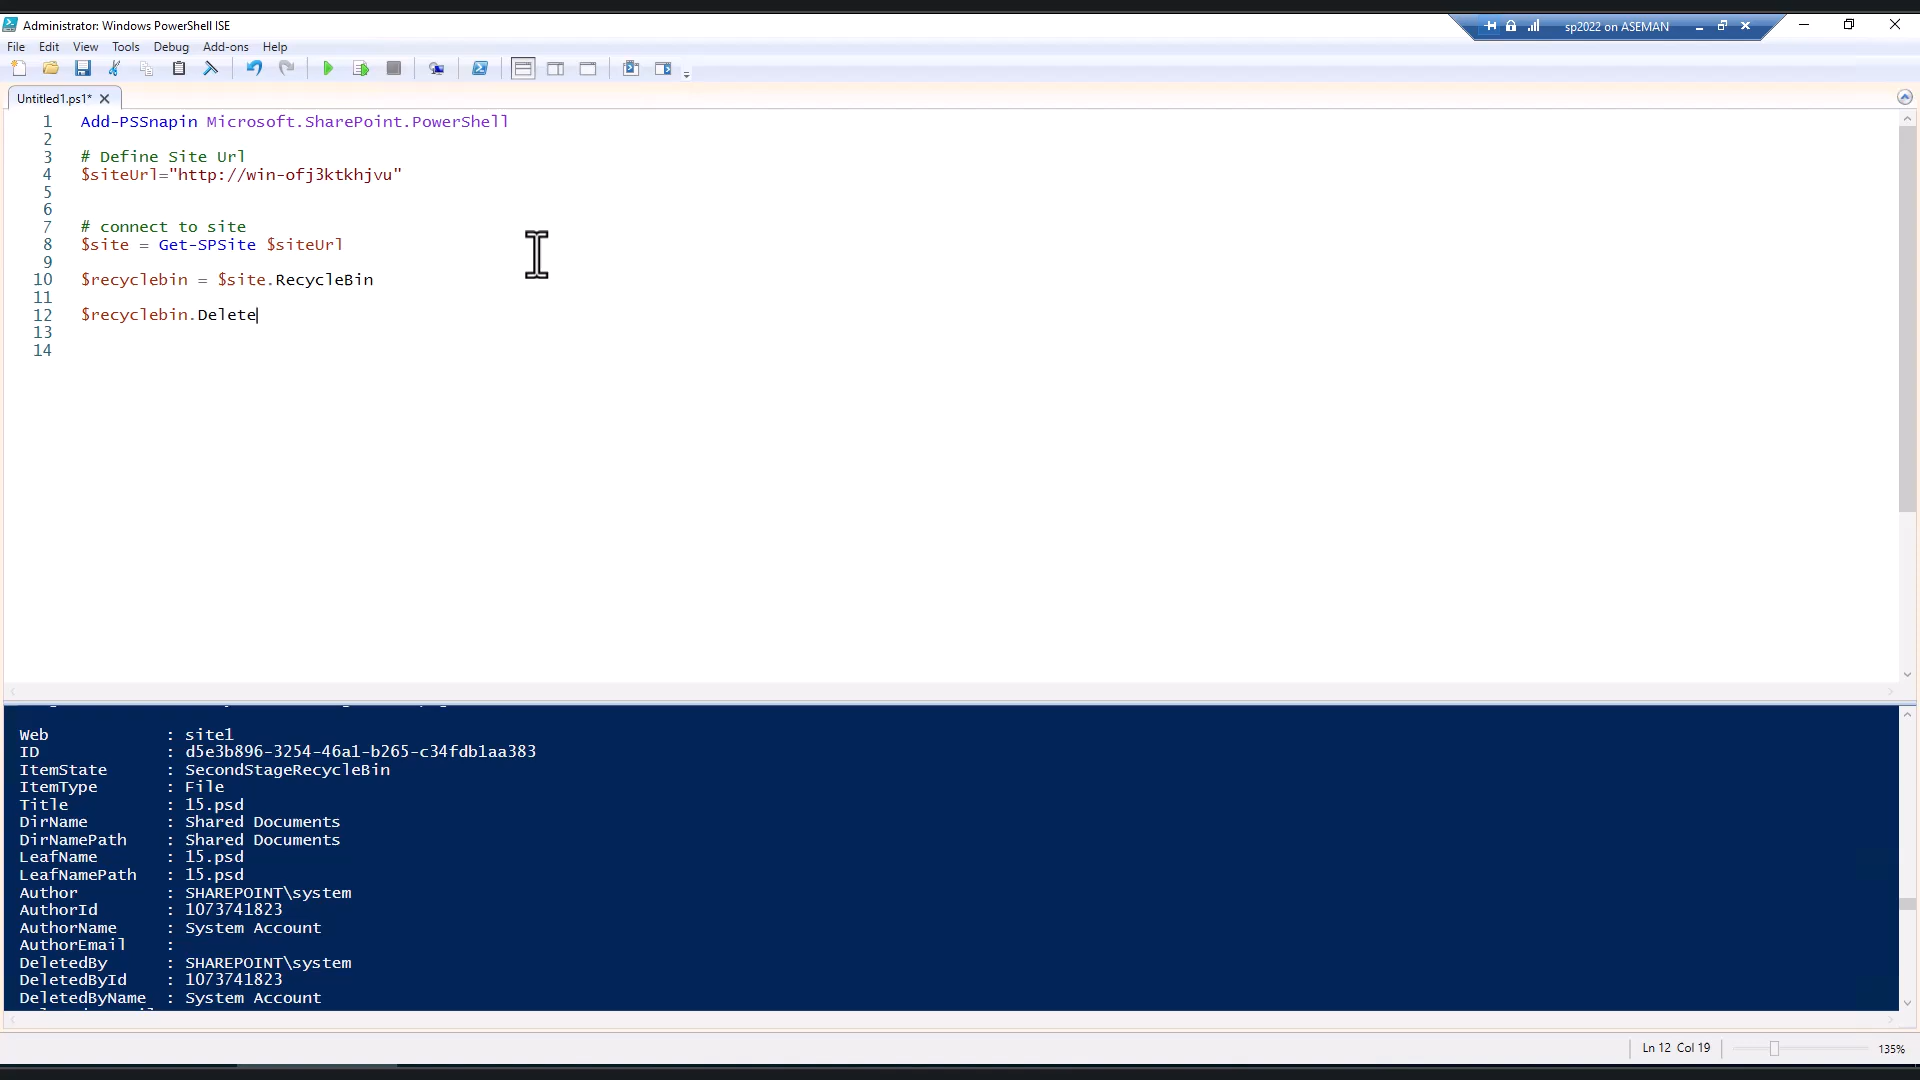 Administrator: Windows PowerShell ISE
sp2022 on ASEMAN
File Edit View Tools Debug Add-ons Help
Untitled1.ps1*
1 Add-PSSnapin Microsoft.SharePoint.PowerShell
2
3 # Define Site Url
4 $siteUrl="http://win-ofj3ktkhjvu"
5
6
7 # connect to site
8 $site = Get-SPSite $siteUrl
9
10 $recyclebin = $site.RecycleBin
11
12 $recyclebin.Delete
13
14
Web : site1
ID : d5e3b896-3254-46a1-b265-c34fdb1aa383
ItemState : SecondStageRecycleBin
ItemType : File
Title : 15.psd
DirName : Shared Documents
DirNamePath : Shared Documents
LeafName : 15.psd
LeafNamePath : 15.psd
Author : SHAREPOINT\system
AuthorId : 1073741823
AuthorName : System Account
AuthorEmail :
DeletedBy : SHAREPOINT\system
DeletedById : 1073741823
DeletedByName : System Account
Ln 12 Col 19 135%